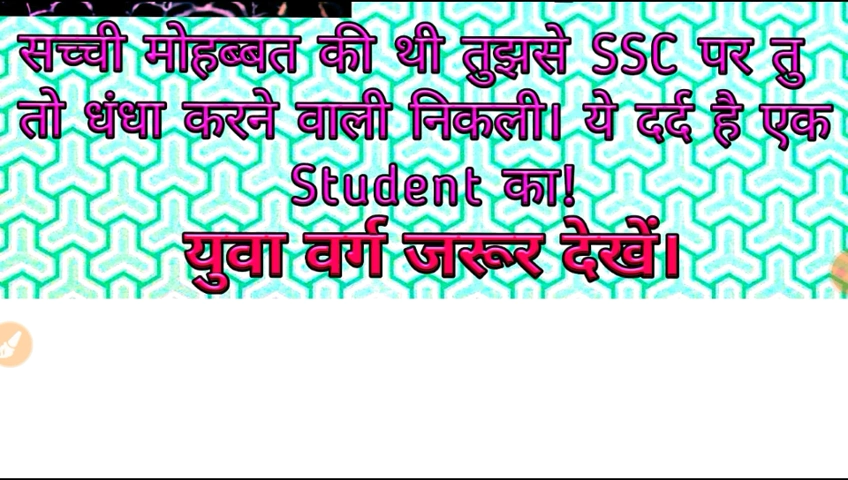 सच्ची मोहब्बत की थी तुझसे SSC पर तु
तो धंधा करने वाली निकली। ये दर्द है एक
Student का!
युवा वर्ग जरूर देखें।